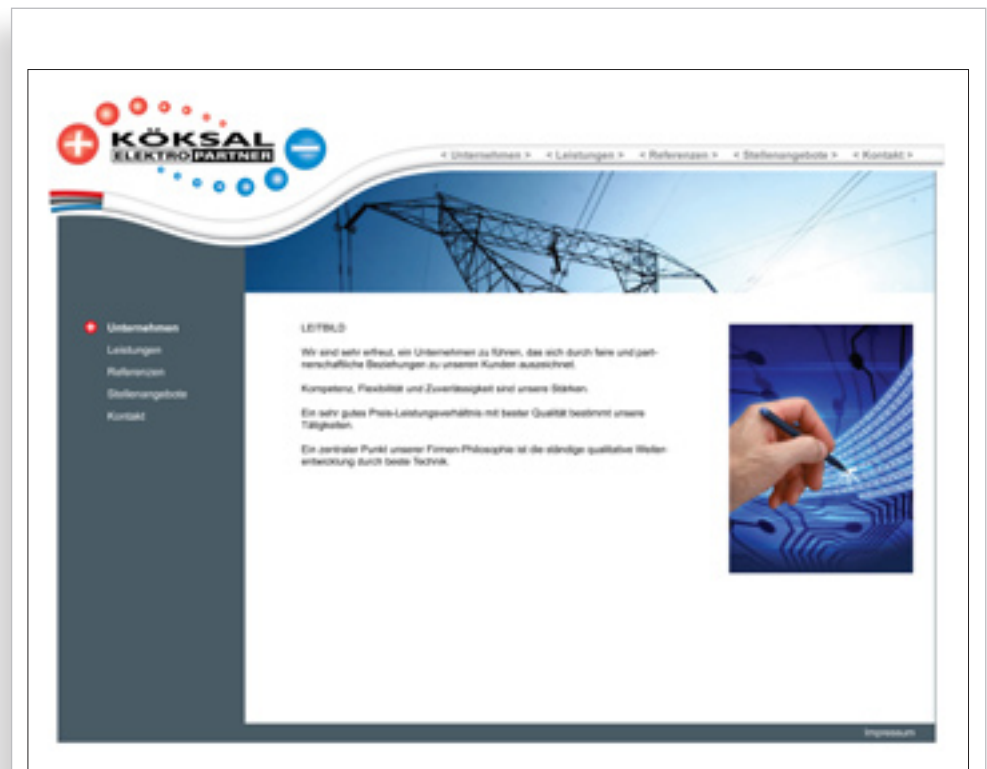 KÖKSAL
ELEKTRO PARTNER
< Unternehmen > < Leistungen > < Referenzen > < Stellenangebote > < Kontakt >
Unternehmen
Leistungen
Referenzen
Stellenangebote
Kontakt
LEITBILD
Wir sind sehr erfreut, ein Unternehmen zu führen, das sich durch faire und part-
nerschaftliche Beziehungen zu unseren Kunden auszeichnet.
Kompetenz, Flexibilität und Zuverlässigkeit sind unsere Stärken.
Ein sehr gutes Preis-Leistungsverhältnis mit bester Qualität bestimmt unsere
Tätigkeiten.
Ein zentraler Punkt unserer Firmen-Philosophie ist die ständige qualitative Weiter-
entwicklung durch beste Technik.
Impressum